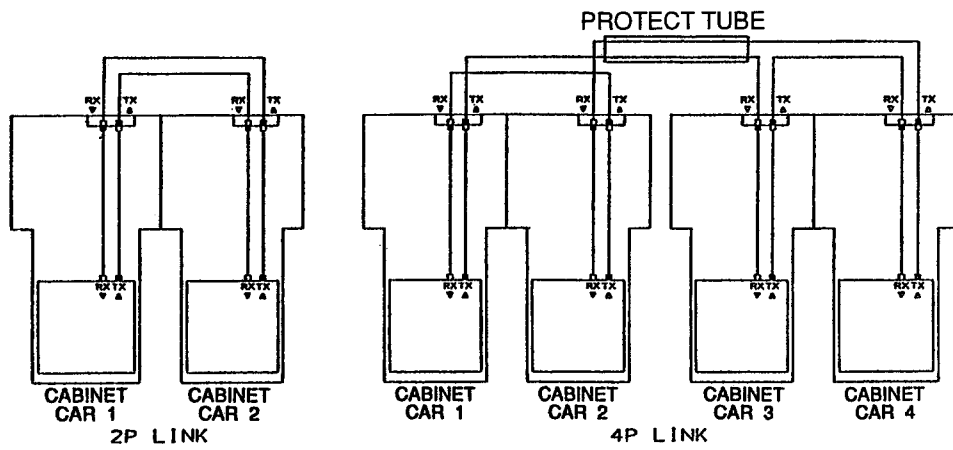 PROTECT TUBE
RX TX RX TX RX TX RX TX RX TX RX TX
RX TX RX TX RX TX RX TX RX TX RX TX
CABINET CAR 1
CABINET CAR 2
CABINET CAR 1
CABINET CAR 2
CABINET CAR 3
CABINET CAR 4
2P LINK
4P LINK